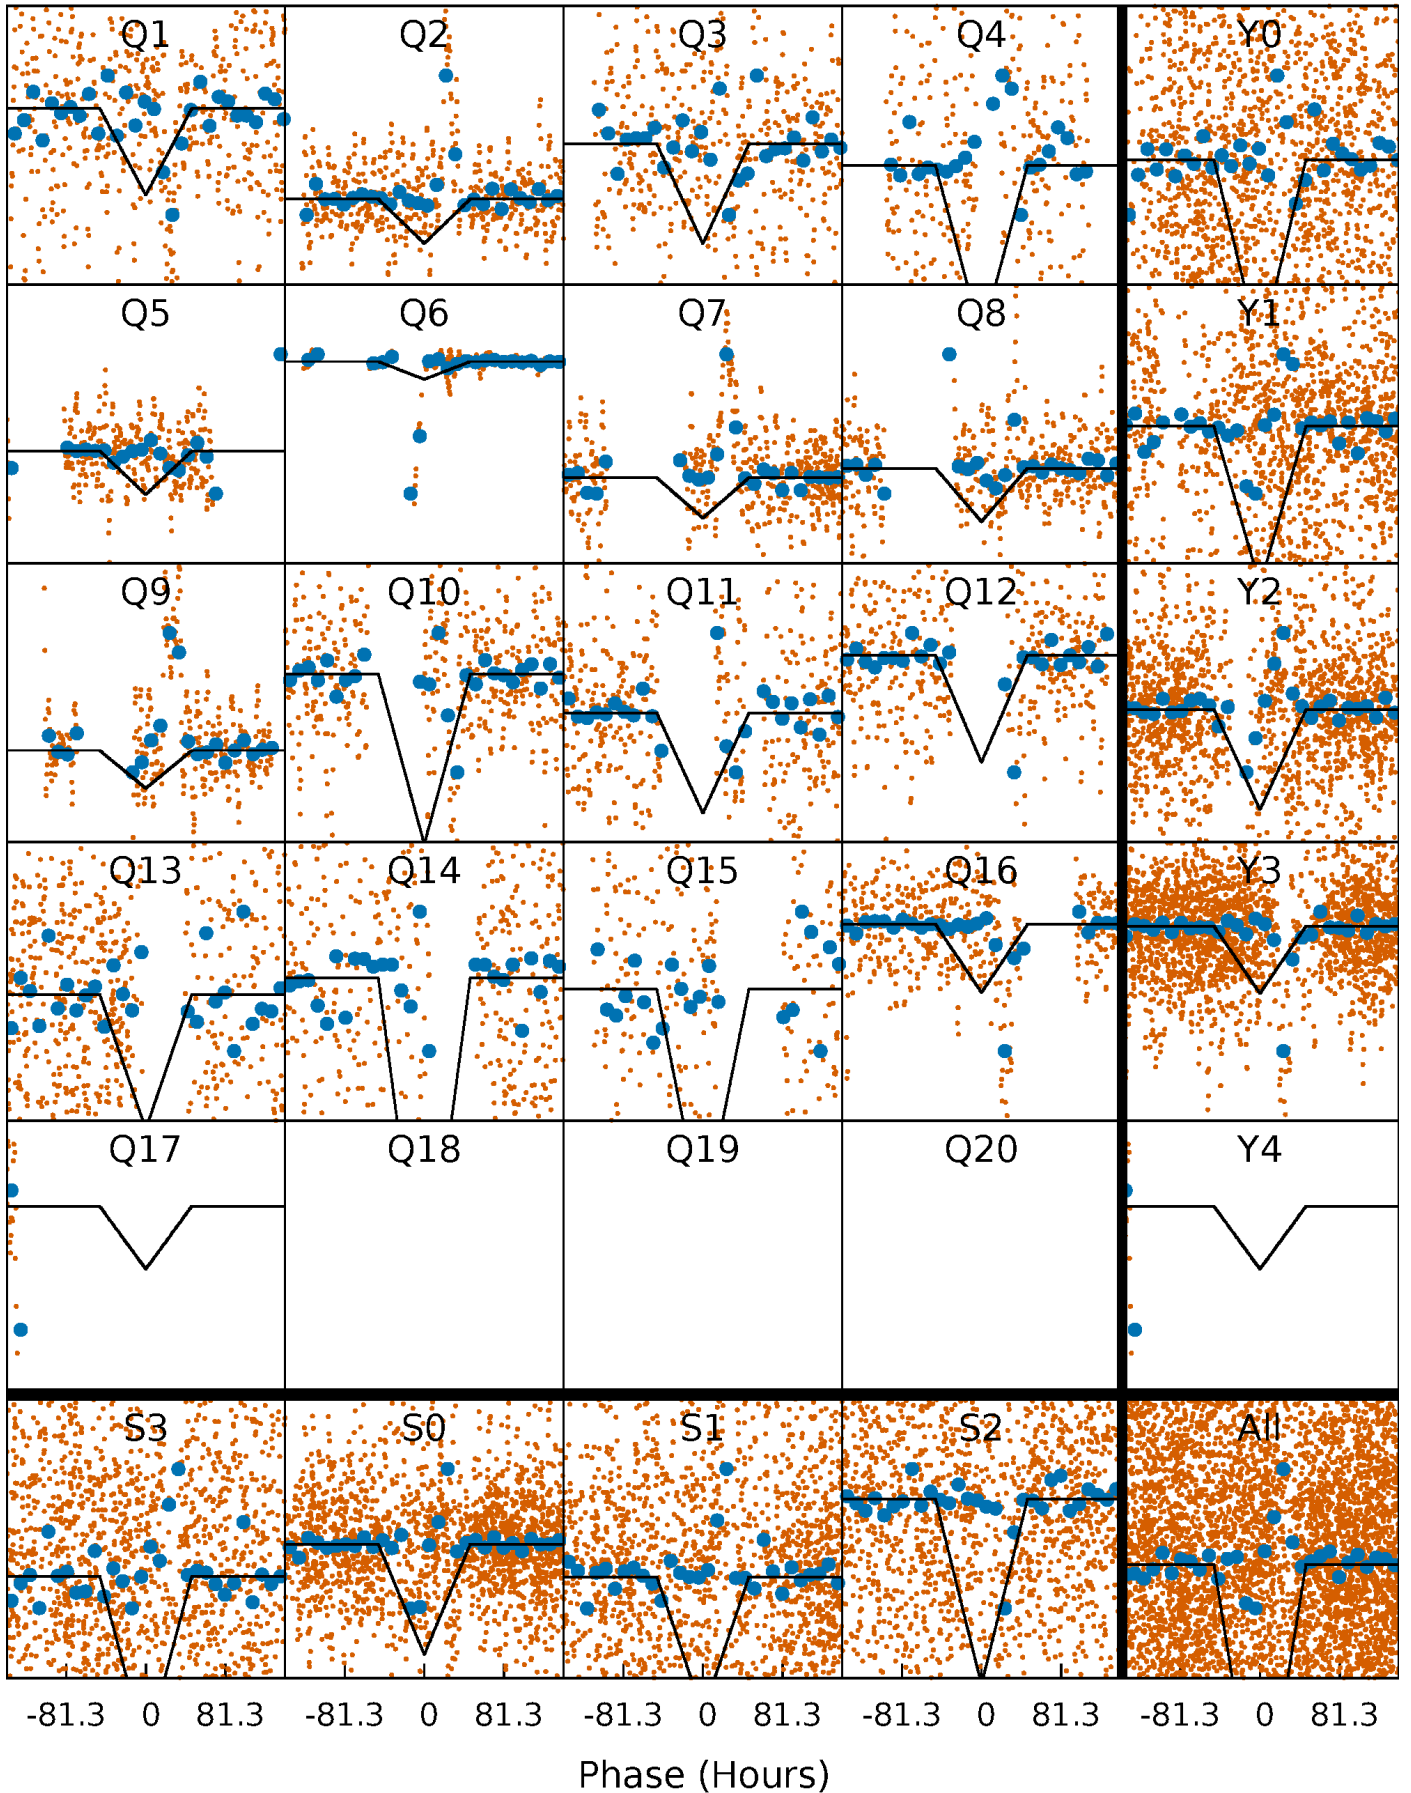 Q1 Q2 Q3 Q4 Y0
Q5 Q6 Q7 Q8 Y1
Q9 Q10 Q11 Q12 Y2
Q13 Q14 Q15 Q16 Y3
Q17 Q18 Q19 Q20 Y4
S3 S0 S1 S2 All
-81.3 0 81.3 -81.3 0 81.3 -81.3 0 81.3 -81.3 0 81.3 -81.3 0 81.3
Phase (Hours)